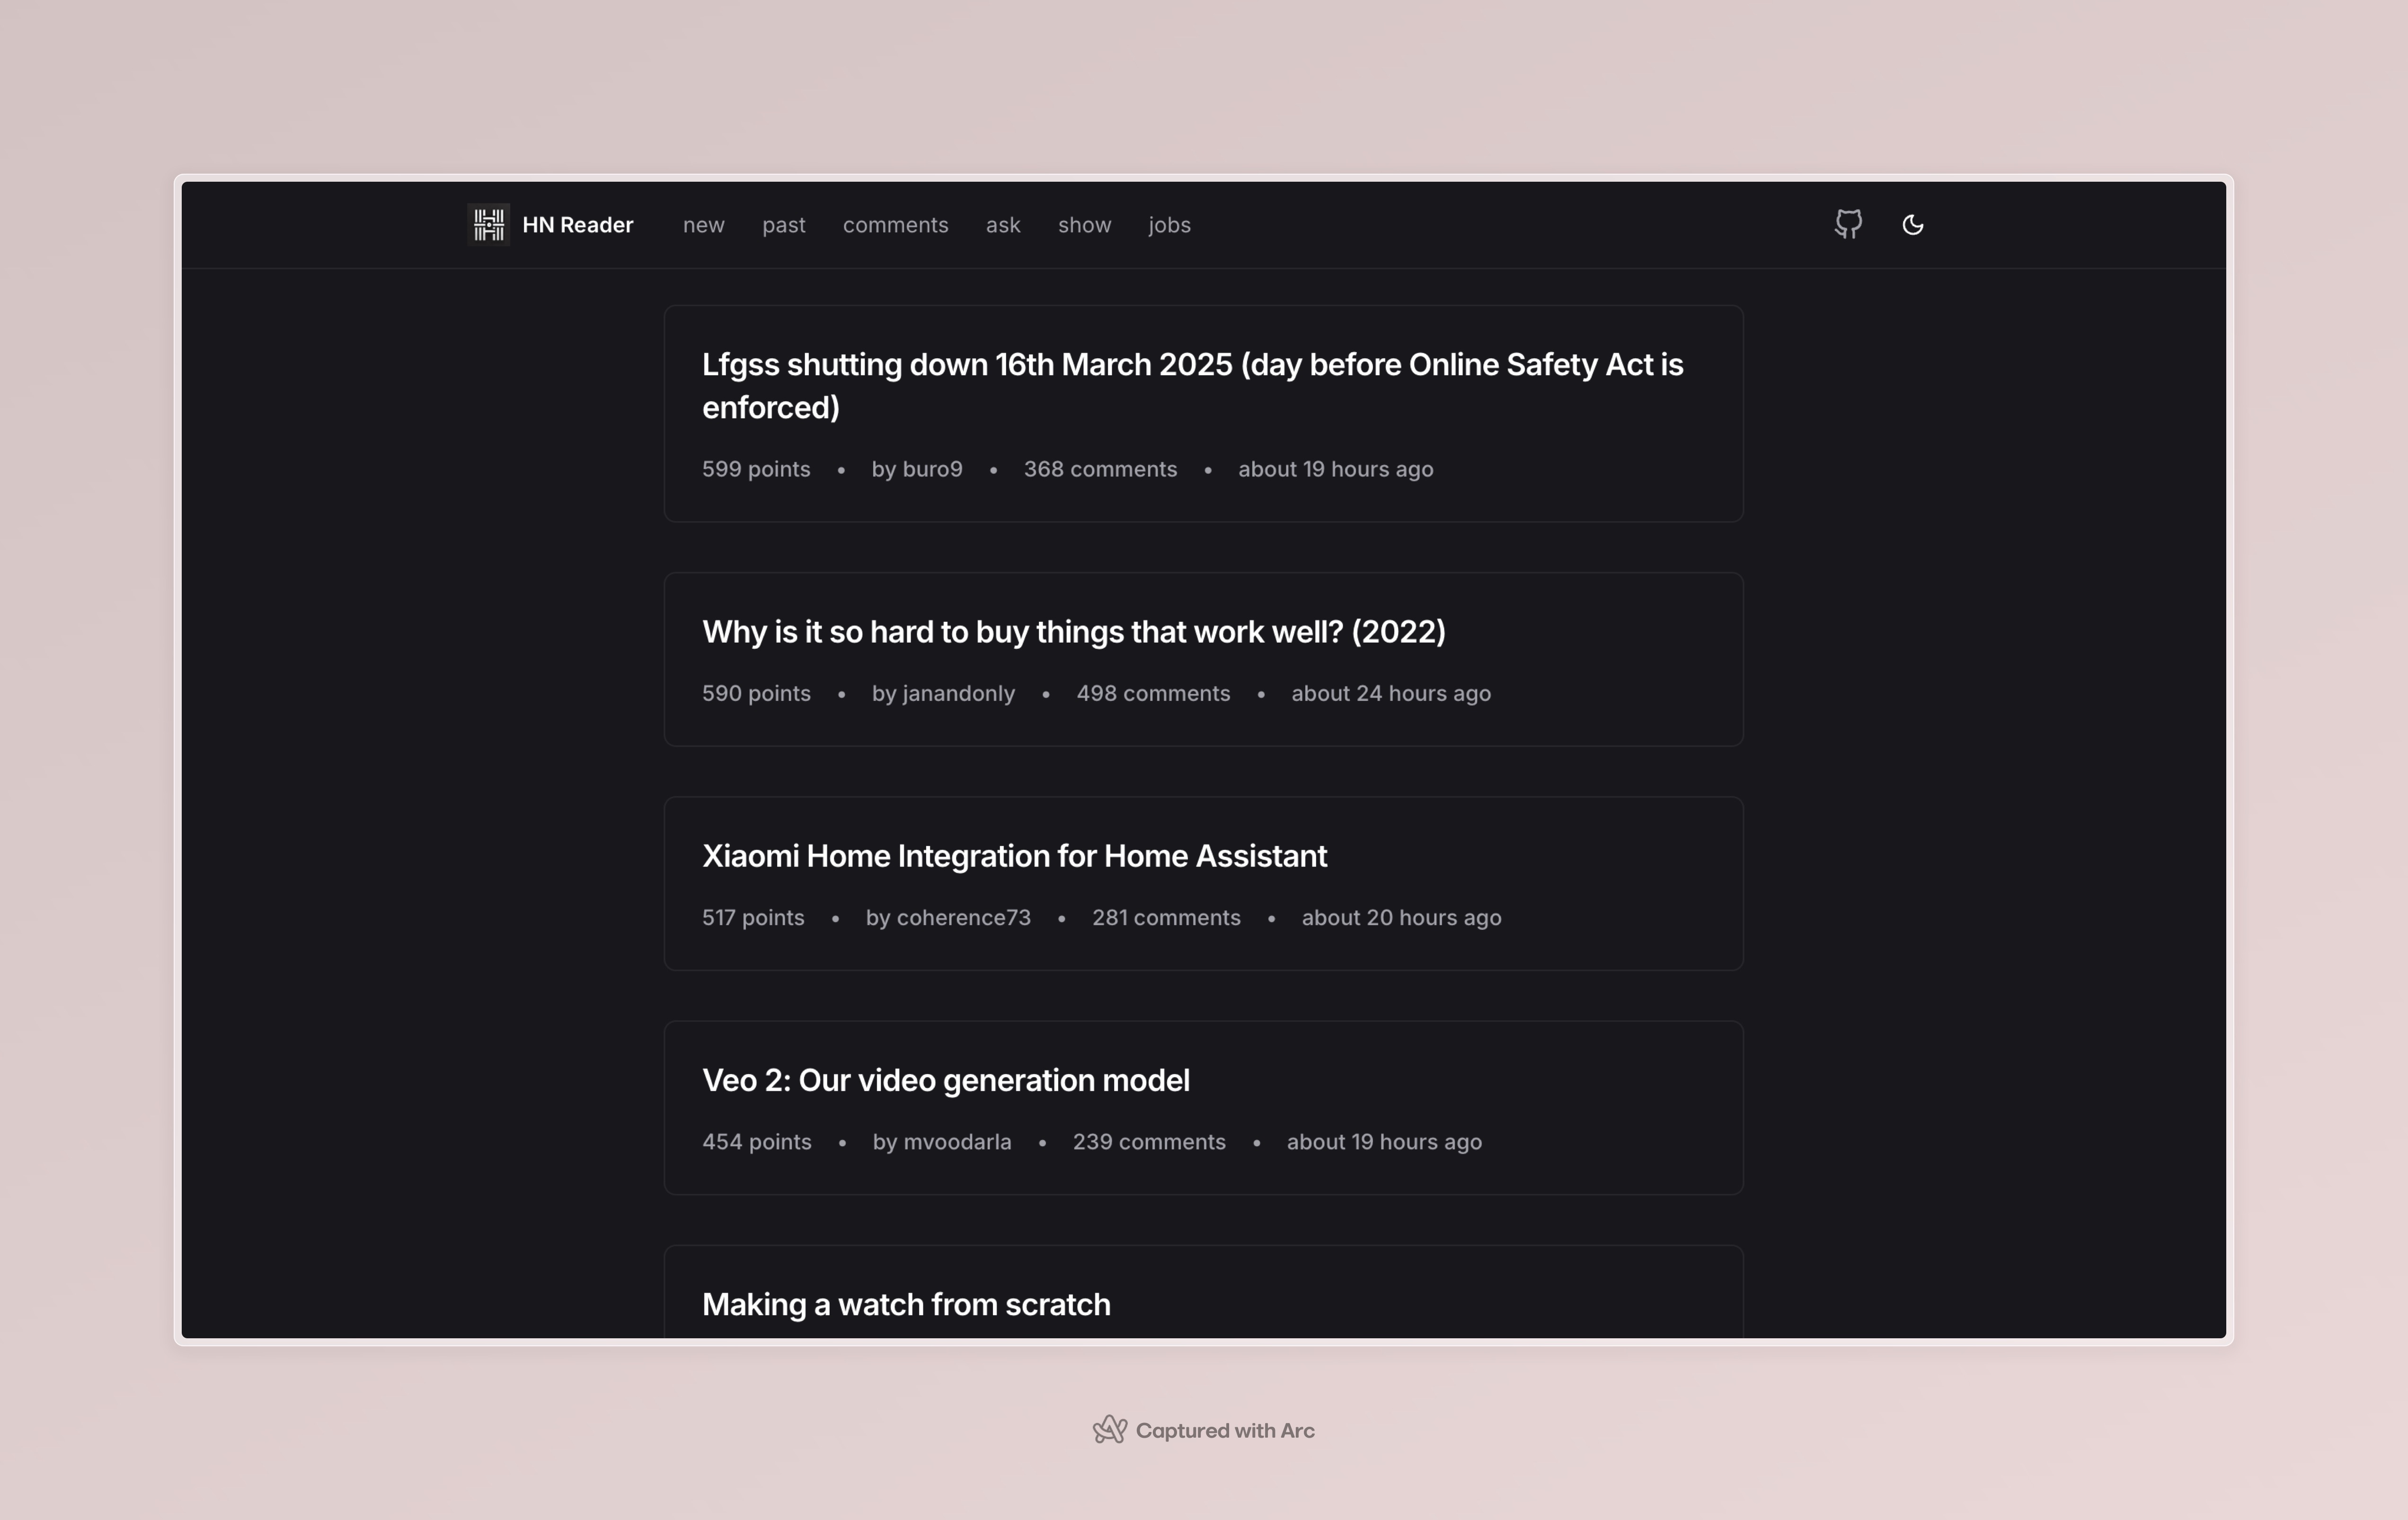 HN Reader new past comments ask show jobs
Lfgss shutting down 16th March 2025 (day before Online Safety Act is
enforced)
599 points • by buro9 • 368 comments • about 19 hours ago
Why is it so hard to buy things that work well? (2022)
590 points • by janandonly • 498 comments • about 24 hours ago
Xiaomi Home Integration for Home Assistant
517 points • by coherence73 • 281 comments • about 20 hours ago
Veo 2: Our video generation model
454 points • by mvoodarla • 239 comments • about 19 hours ago
Making a watch from scratch
Captured with Arc